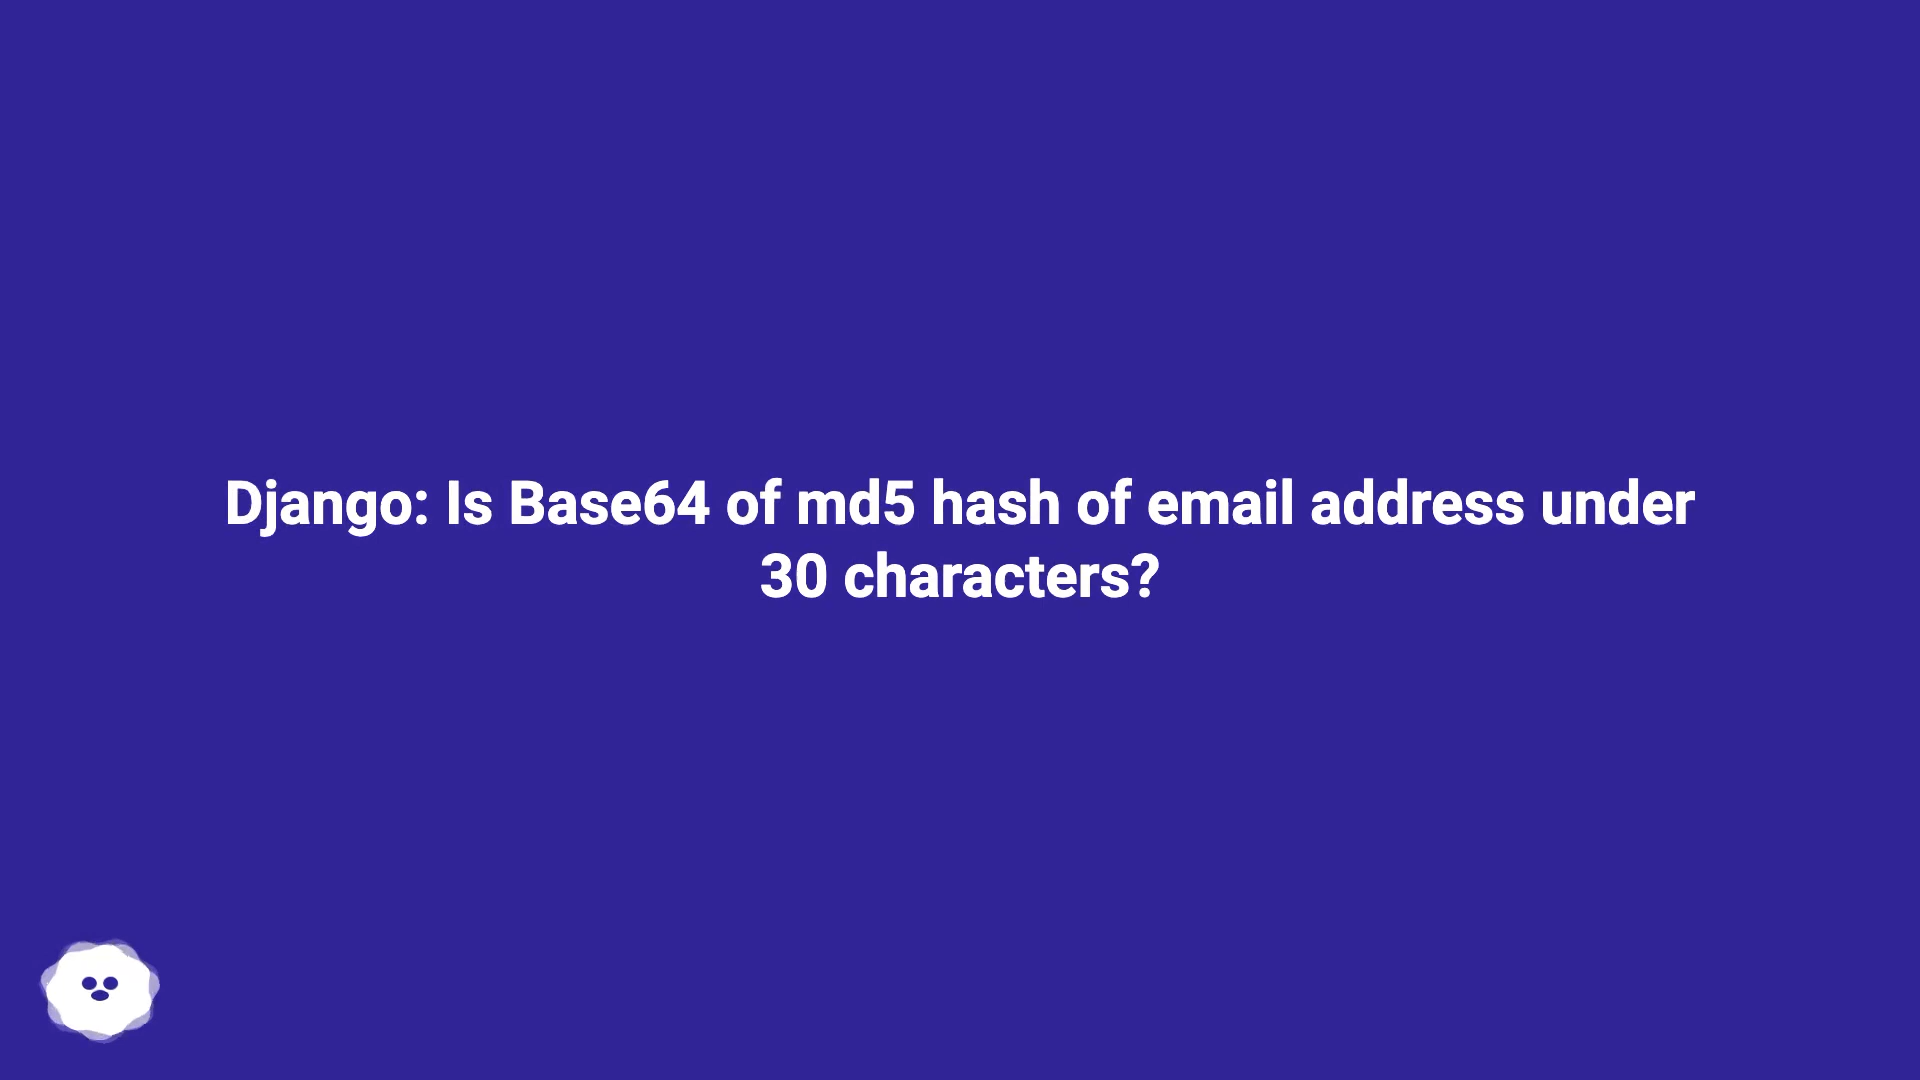 Django: Is Base64 of md5 hash of email address under
30 characters?